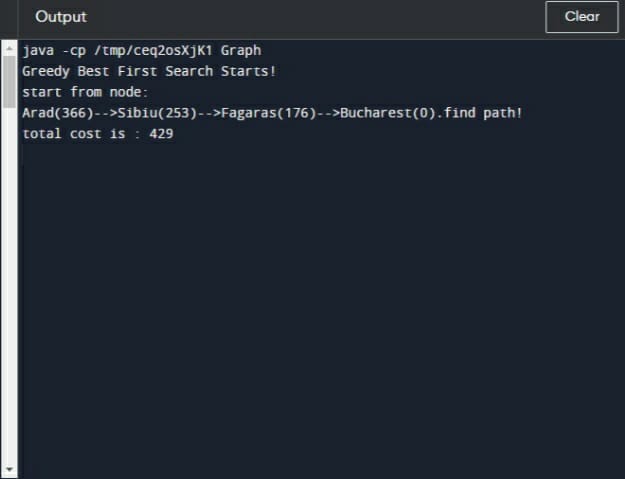 Output
Clear
java -cp /tmp/ceq2osXjK1 Graph
Greedy Best First Search Starts!
start from node:
Arad(366)-->Sibiu(253)-->Fagaras(176)-->Bucharest(0).find path!
total cost is : 429